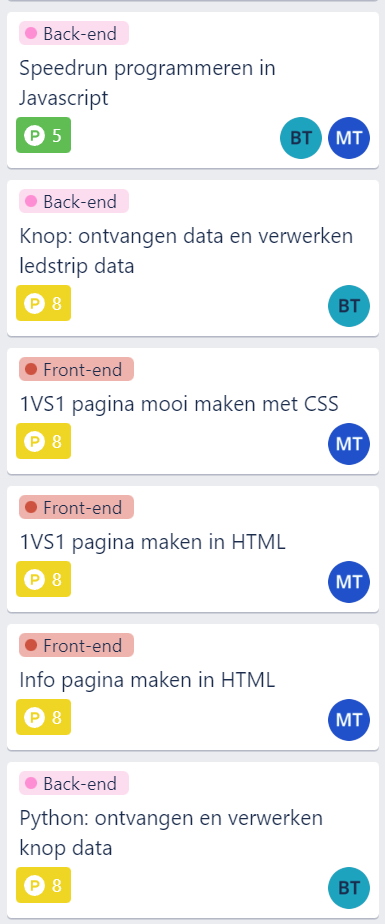 Back-end
Speedrun programmeren in
Javascript
P 5
BT MT
Back-end
Knop: ontvangen data en verwerken
ledstrip data
P 8
BT
Front-end
1VS1 pagina mooi maken met CSS
P 8
MT
Front-end
1VS1 pagina maken in HTML
P 8
MT
Front-end
Info pagina maken in HTML
P 8
MT
Back-end
Python: ontvangen en verwerken
knop data
P 8
BT